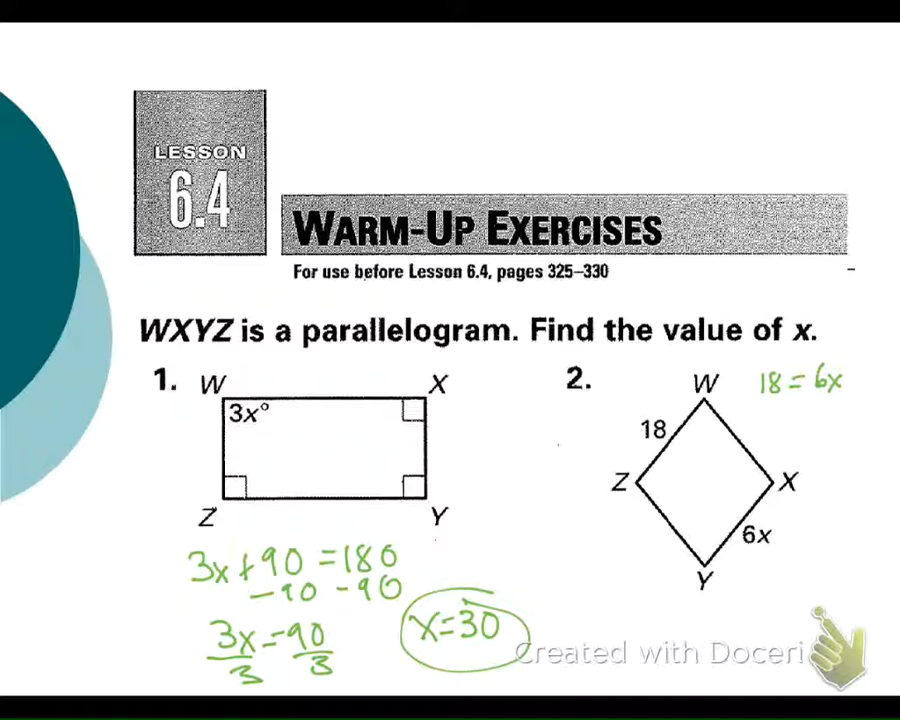 LESSON
6.4
WARM-UP EXERCISES
For use before Lesson 6.4, pages 325–330
WXYZ is a parallelogram. Find the value of x.
1. W X
3x°
Z Y
3x + 90 = 180
-90 -90
3x = 90
3 3
x = 30
2. W 18 = 6x
18
Z X
6x
Y
Created with Doceri